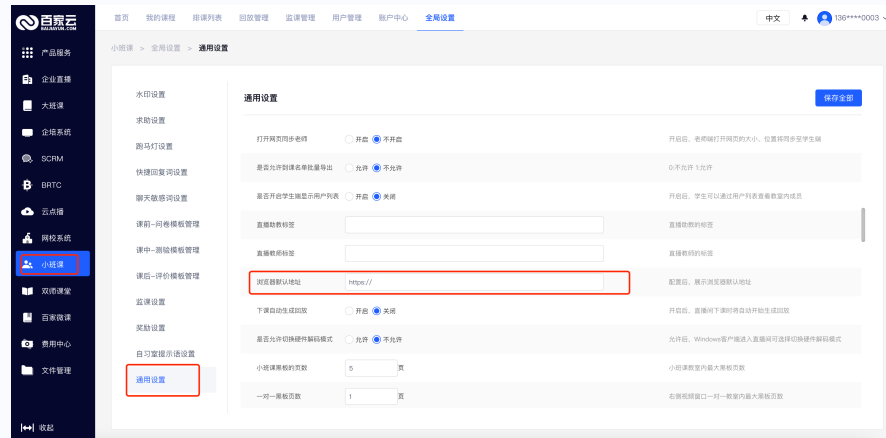 百家云
BAIJIAYUN.COM
首页 我的课程 排课列表 回放管理 监课管理 用户管理 账户中心 全局设置
中文 136****0003
产品服务
企业直播
大班课
企培系统
SCRM
BRTC
云点播
网校系统
小班课
双师课堂
百家微课
费用中心
文件管理
收起
小班课 > 全局设置 > 通用设置
水印设置
求助设置
跑马灯设置
快捷回复词设置
聊天敏感词设置
课前-问卷模板管理
课中-测验模板管理
课后-评价模板管理
监课设置
奖励设置
自习室提示语设置
通用设置
通用设置
保存全部
打开网页同步老师 开启 不开启 开启后，老师端打开网页的大小、位置将同步至学生端
是否允许到课名单批量导出 允许 不允许 0:不允许 1:允许
是否开启学生端显示用户列表 开启 关闭 开启后，学生可以通过用户列表查看教室内成员
直播助教标签 直播助教的标签
直播教师标签 直播教师的标签
浏览器默认地址 https:// 配置后，展示浏览器默认地址
下课自动生成回放 开启 关闭 开启后，直播间下课时将自动开始生成回放
是否允许切换硬件解码模式 允许 不允许 允许后，Windows客户端进入直播间可选择切换硬件解码模式
小班课黑板的页数 5 页 小班课教室内最大黑板页数
一对一黑板页数 1 页 右侧视频窗口一对一教室内最大黑板页数